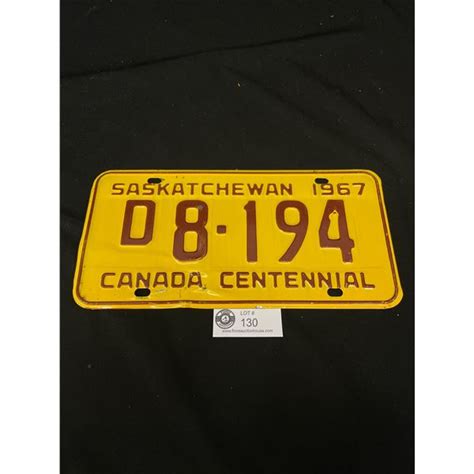 SASKATCHEWAN 1967
D8·194
CANADA CENTENNIAL
LOT #
130